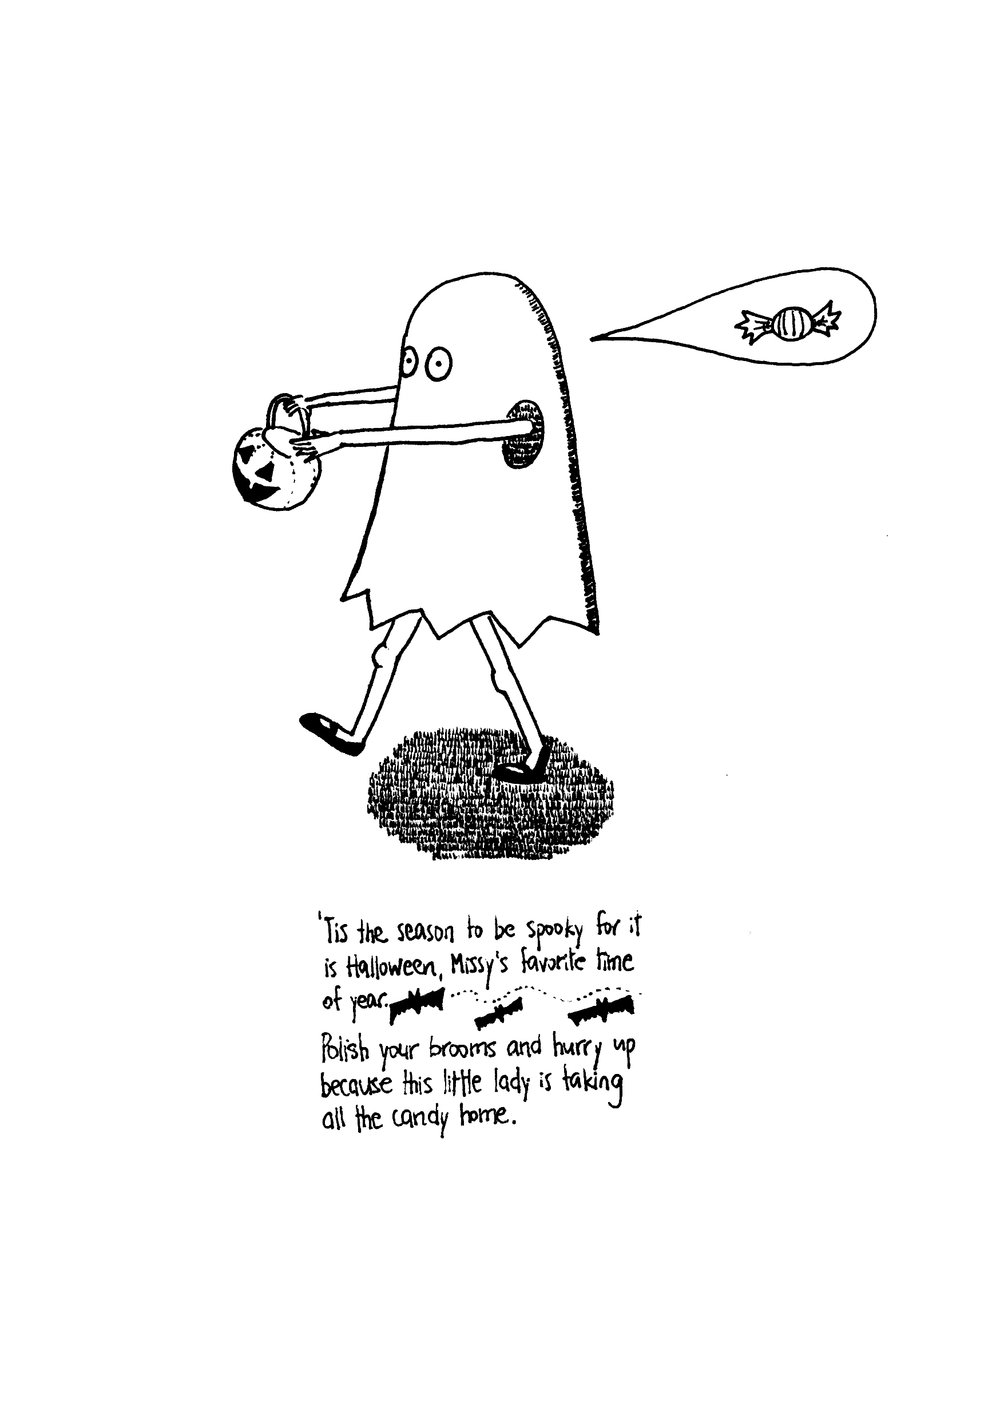 'Tis the season to be spooky for it
is Halloween, Missy's favorite time
of year.
Polish your brooms and hurry up
because this little lady is taking
all the candy home.